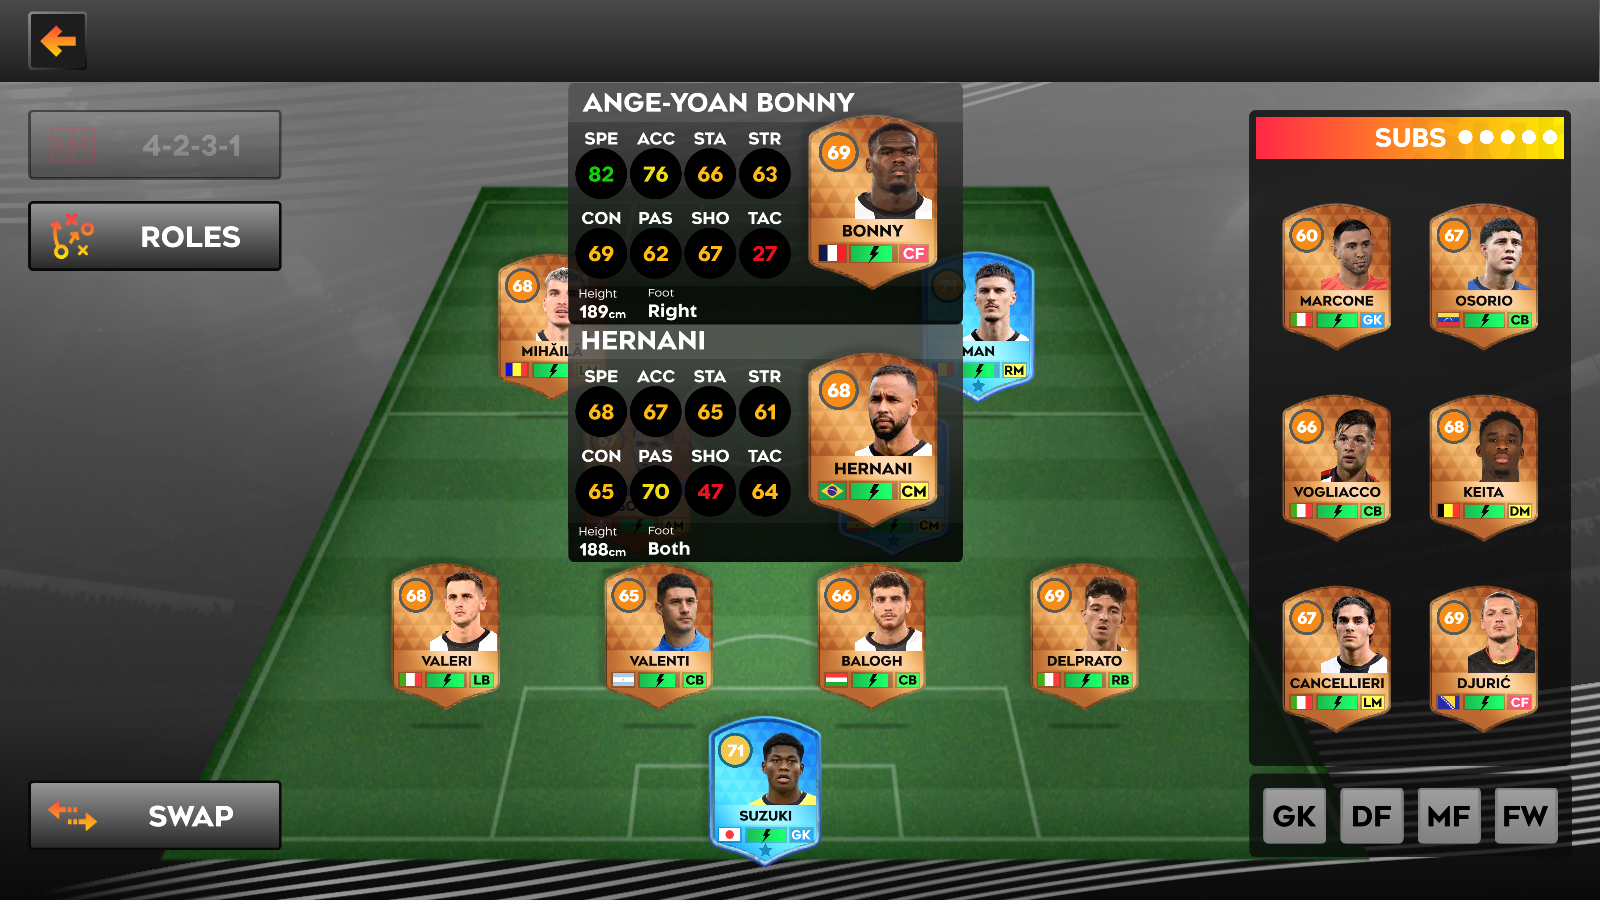 4-2-3-1
ROLES
SWAP
ANGE-YOAN BONNY
SPE ACC STA STR
82 76 66 63
CON PAS SHO TAC
69 62 67 27
Height Foot
189cm Right
69
BONNY
CF
HERNANI
SPE ACC STA STR
68 67 65 61
CON PAS SHO TAC
65 70 47 64
Height Foot
188cm Both
68
HERNANI
CM
68
MIHĂILĂ
71
MAN
RM
67
AM
CM
68
VALERI
LB
65
VALENTI
CB
66
BALOGH
CB
69
DELPRATO
RB
71
SUZUKI
GK
SUBS
60
MARCONE
GK
67
OSORIO
CB
66
VOGLIACCO
CB
68
KEITA
DM
67
CANCELLIERI
LM
69
DJURIĆ
CF
GK DF MF FW